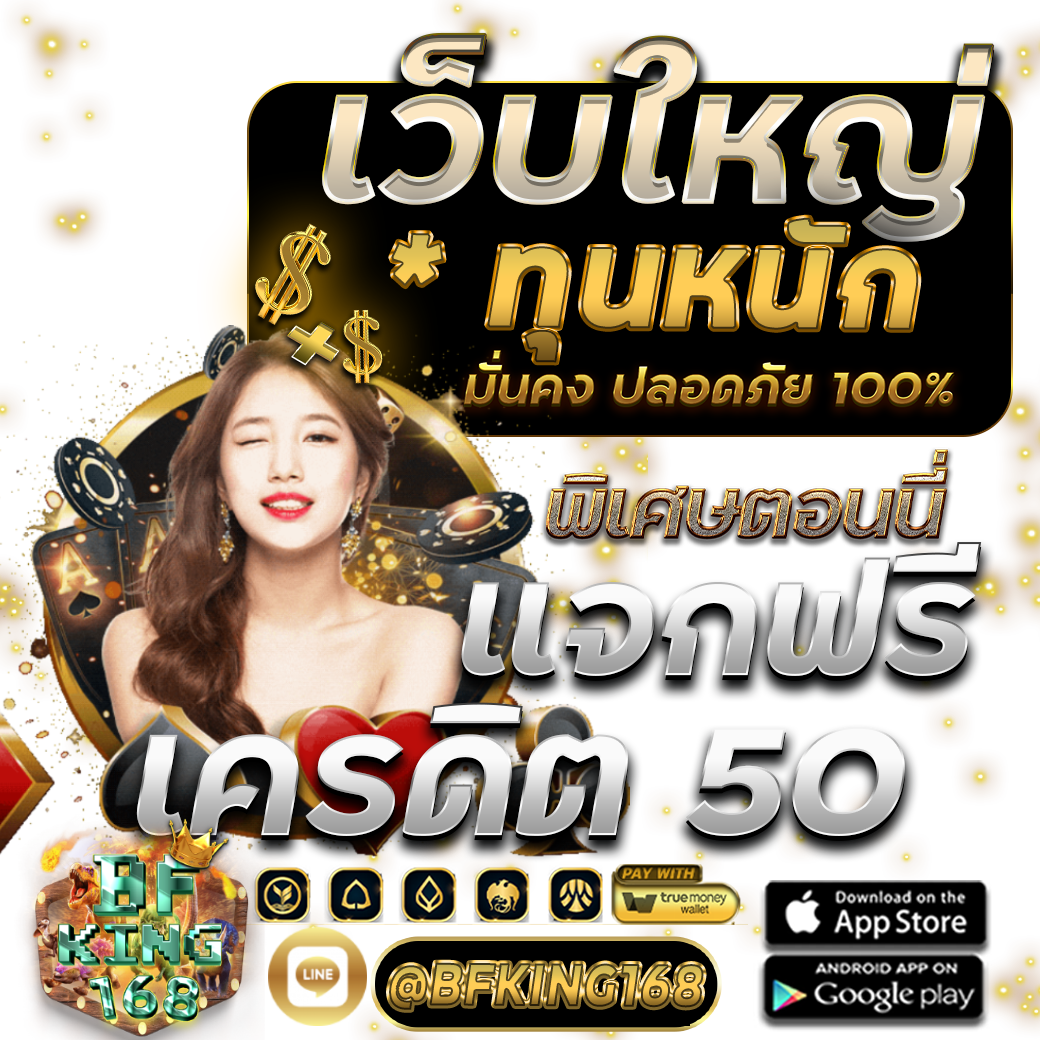 เว็บใหญ่
* ทุนหนัก
มั่นคง ปลอดภัย 100%
พิเศษตอนนี่
แจกฟรี
เครดิต 50
A
BF
KING
168
PAY WITH
truemoney
wallet
LINE
@BFKING168
Download on the
App Store
ANDROID APP ON
Google play